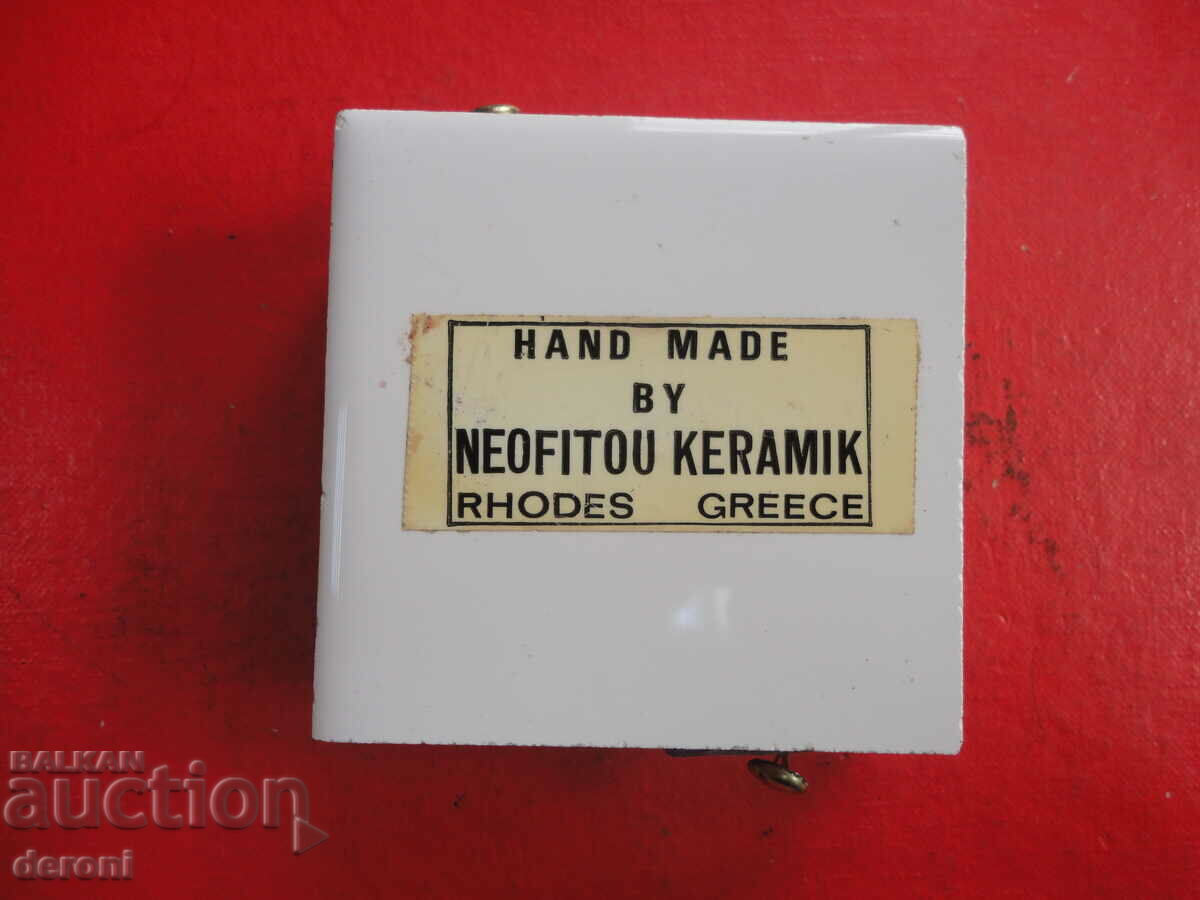 HAND MADE
BY
NEOFITOU KERAMIK
RHODES GREECE
BALKAN
auction
deroni